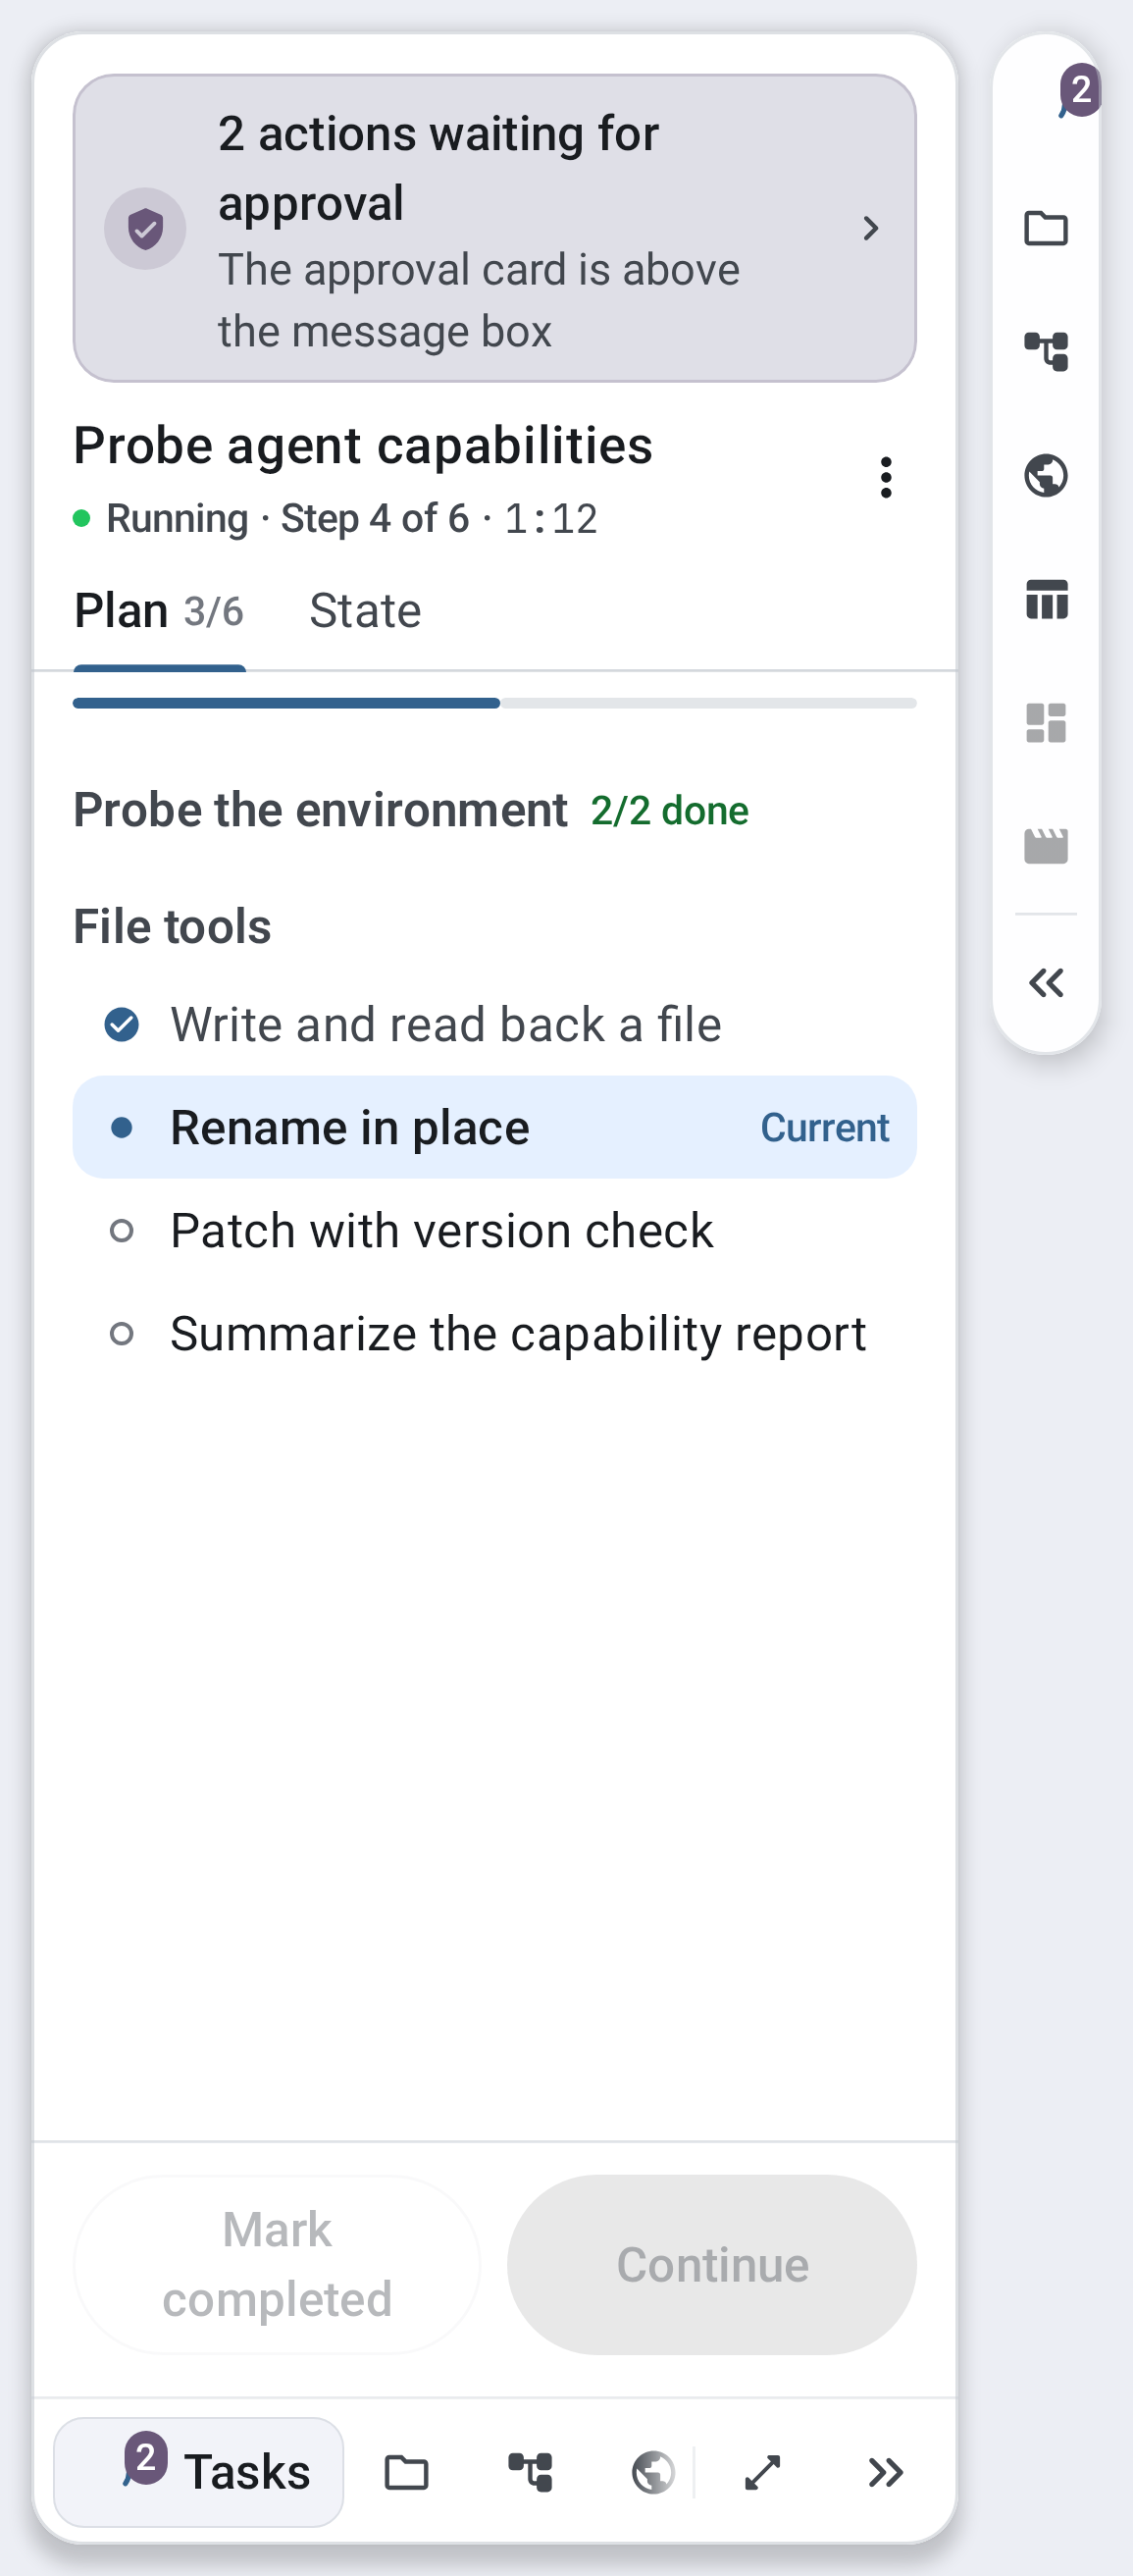 2 actions waiting for
approval
The approval card is above
the message box
Probe agent capabilities
Running · Step 4 of 6 · 1:12
Plan 3/6 State
Probe the environment 2/2 done
File tools
Write and read back a file
Rename in place Current
Patch with version check
Summarize the capability report
Mark
completed
Continue
2 Tasks
2